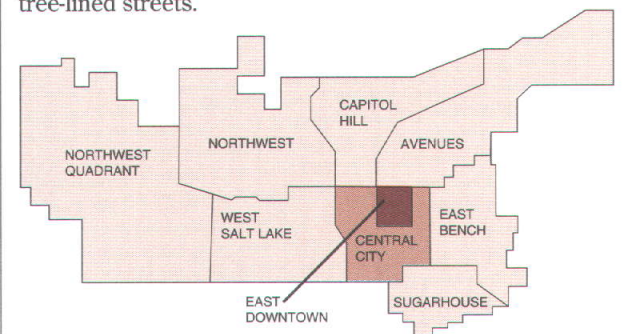 tree-lined streets.
CAPITOL
HILL
NORTHWEST
AVENUES
NORTHWEST
QUADRANT
WEST
SALT LAKE
EAST
BENCH
CENTRAL
CITY
EAST
DOWNTOWN
SUGARHOUSE